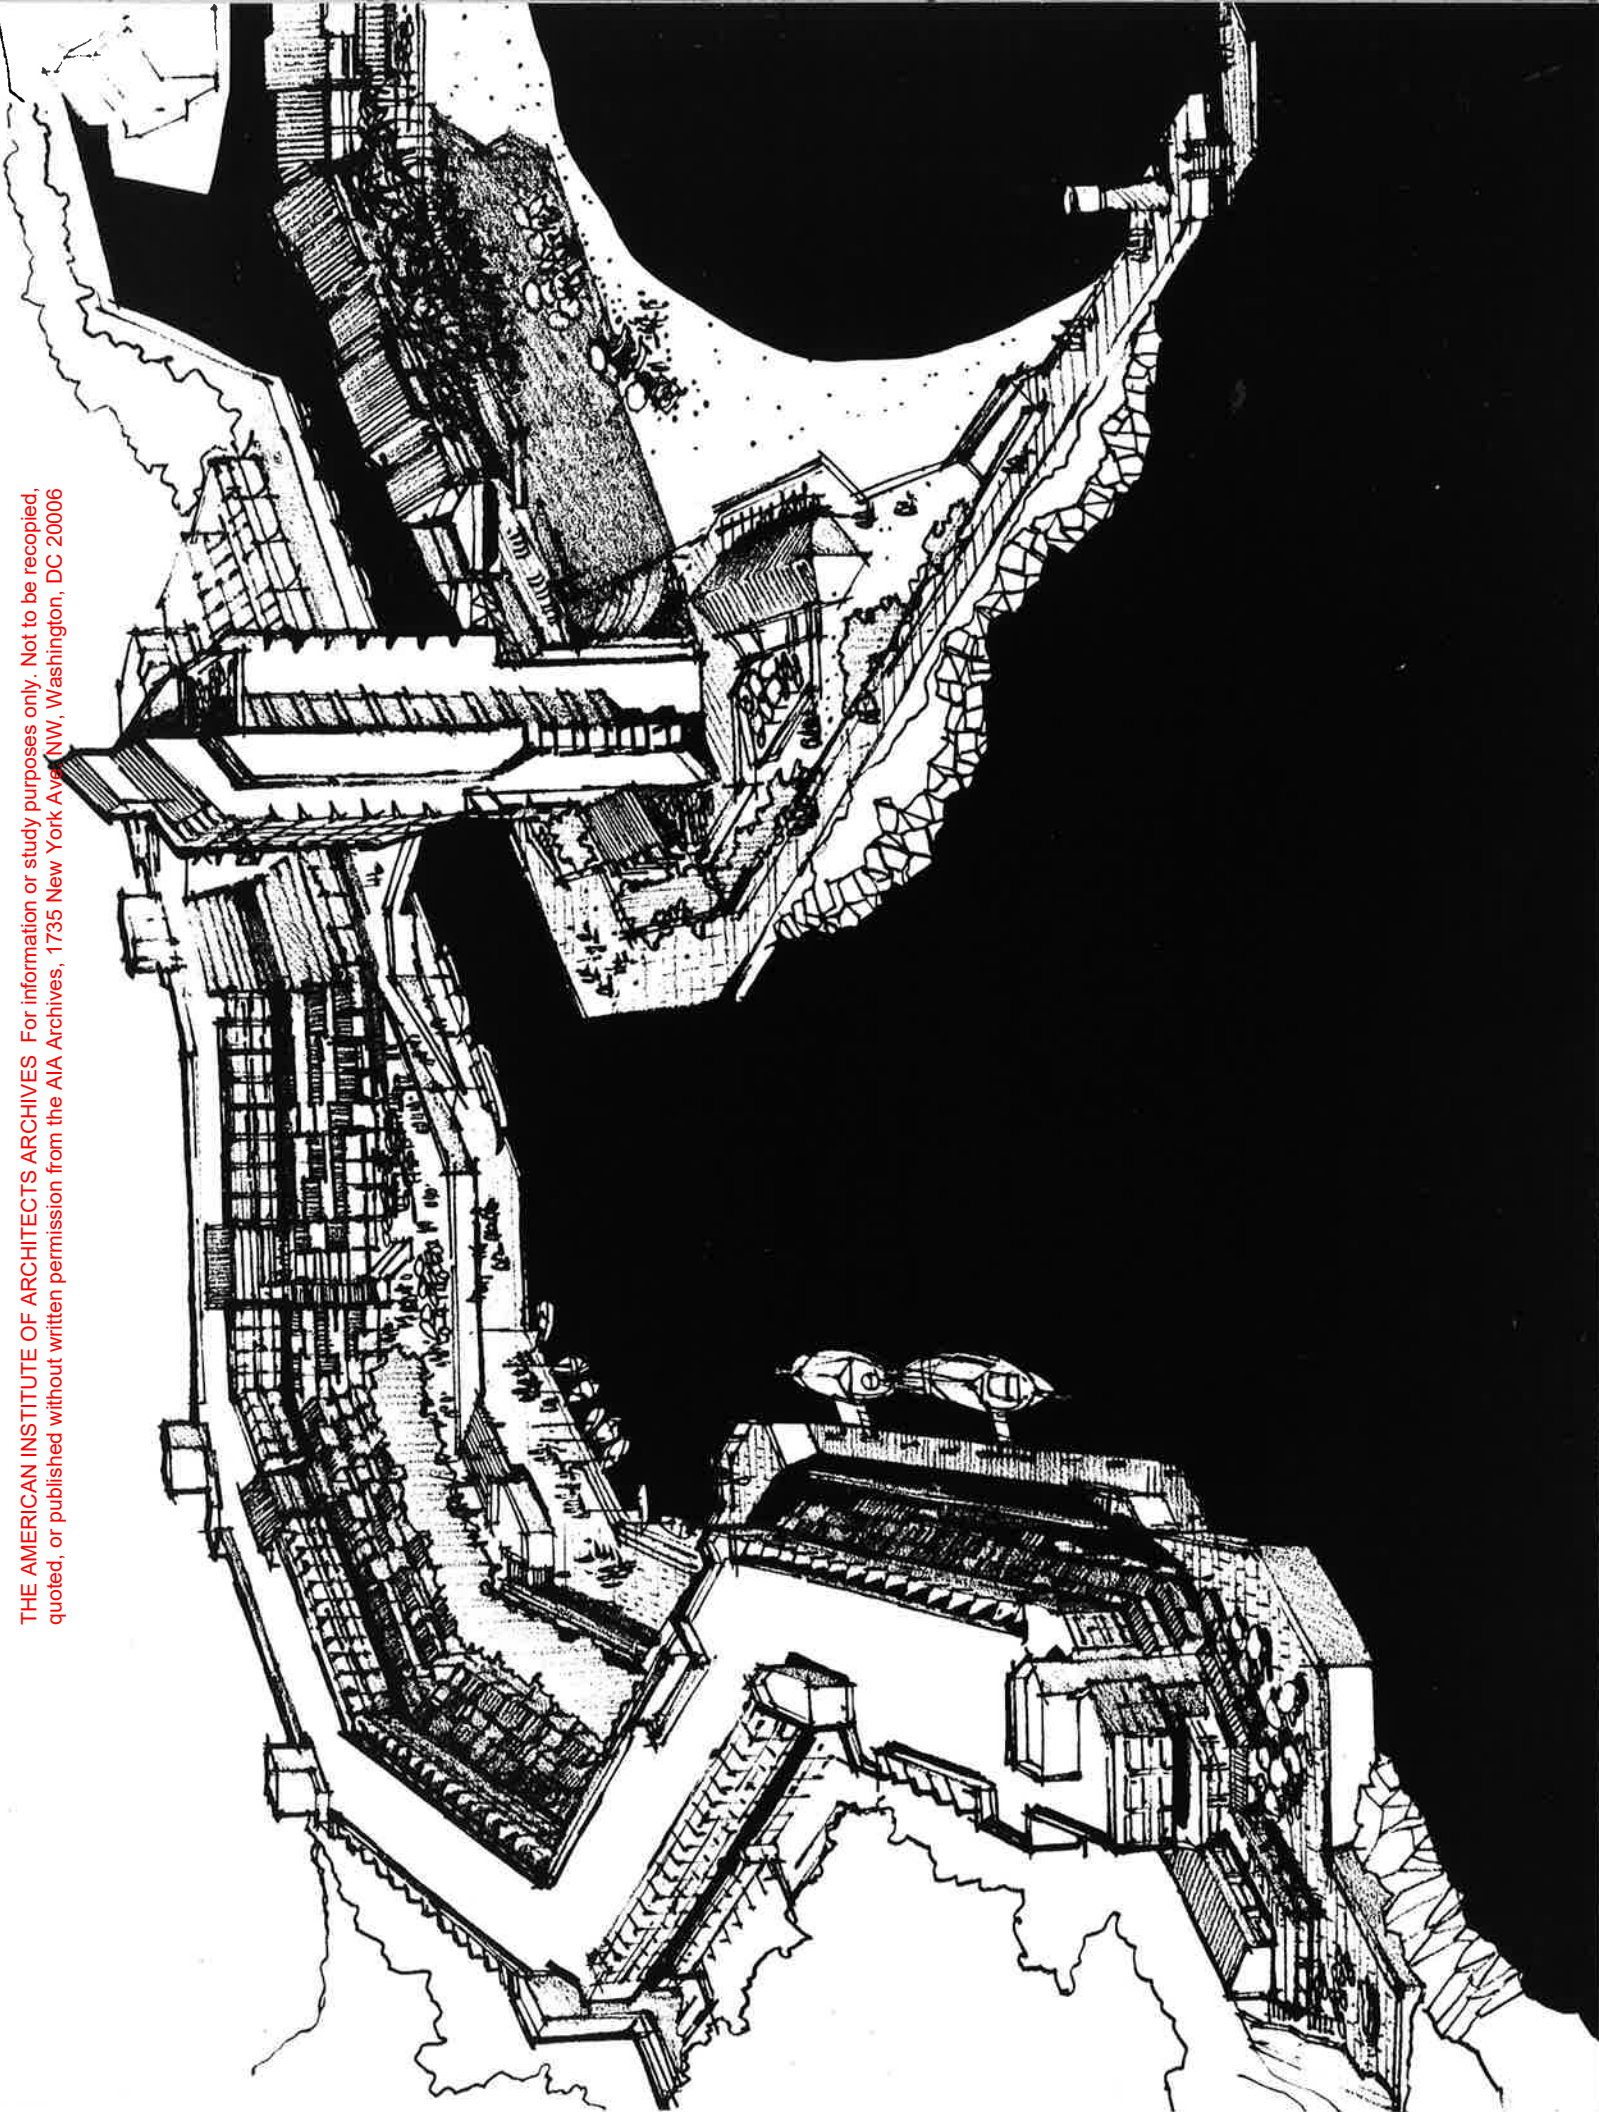 THE AMERICAN INSTITUTE OF ARCHITECTS ARCHIVES For information or study purposes only. Not to be recopied,
quoted, or published without written permission from the AIA Archives, 1735 New York Ave, NW, Washington, DC 20006